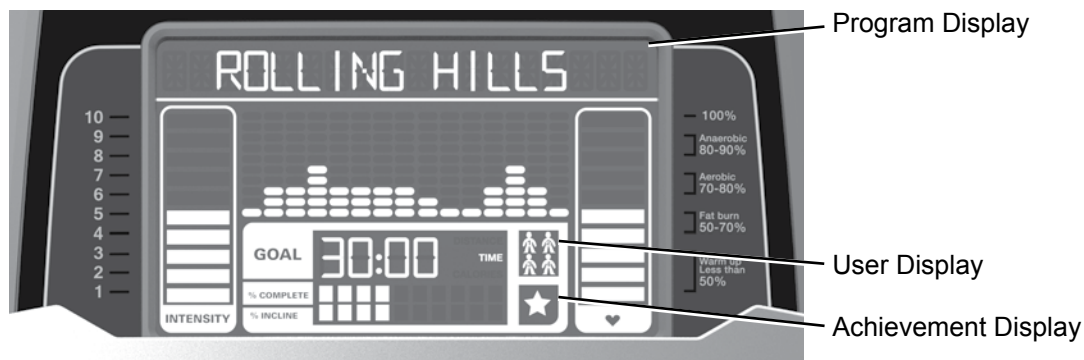 Program Display
ROLLING HILLS
10
9
8
7
6
5
4
3
2
1
INTENSITY
GOAL
30:00
TIME
CALORIES
% COMPLETE
% INCLINE
100%
Anaerobic
80-90%
Aerobic
70-80%
Fat burn
50-70%
Warm up
Less than
50%
User Display
Achievement Display